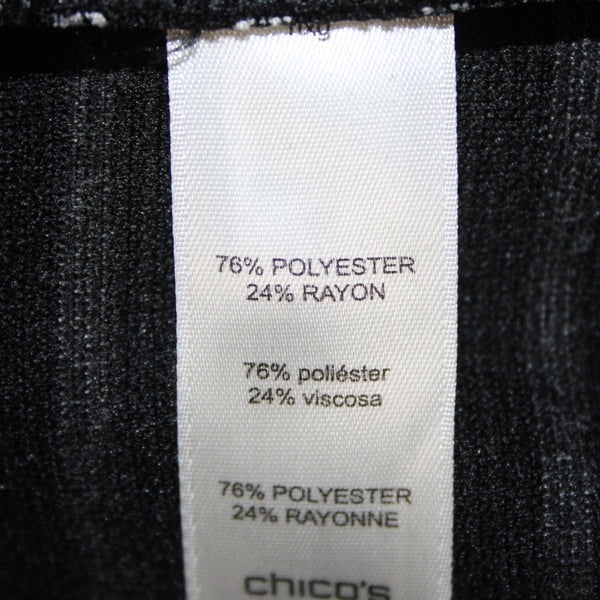 76% POLYESTER
24% RAYON
76% poliéster
24% viscosa
76% POLYESTER
24% RAYONNE
chico's